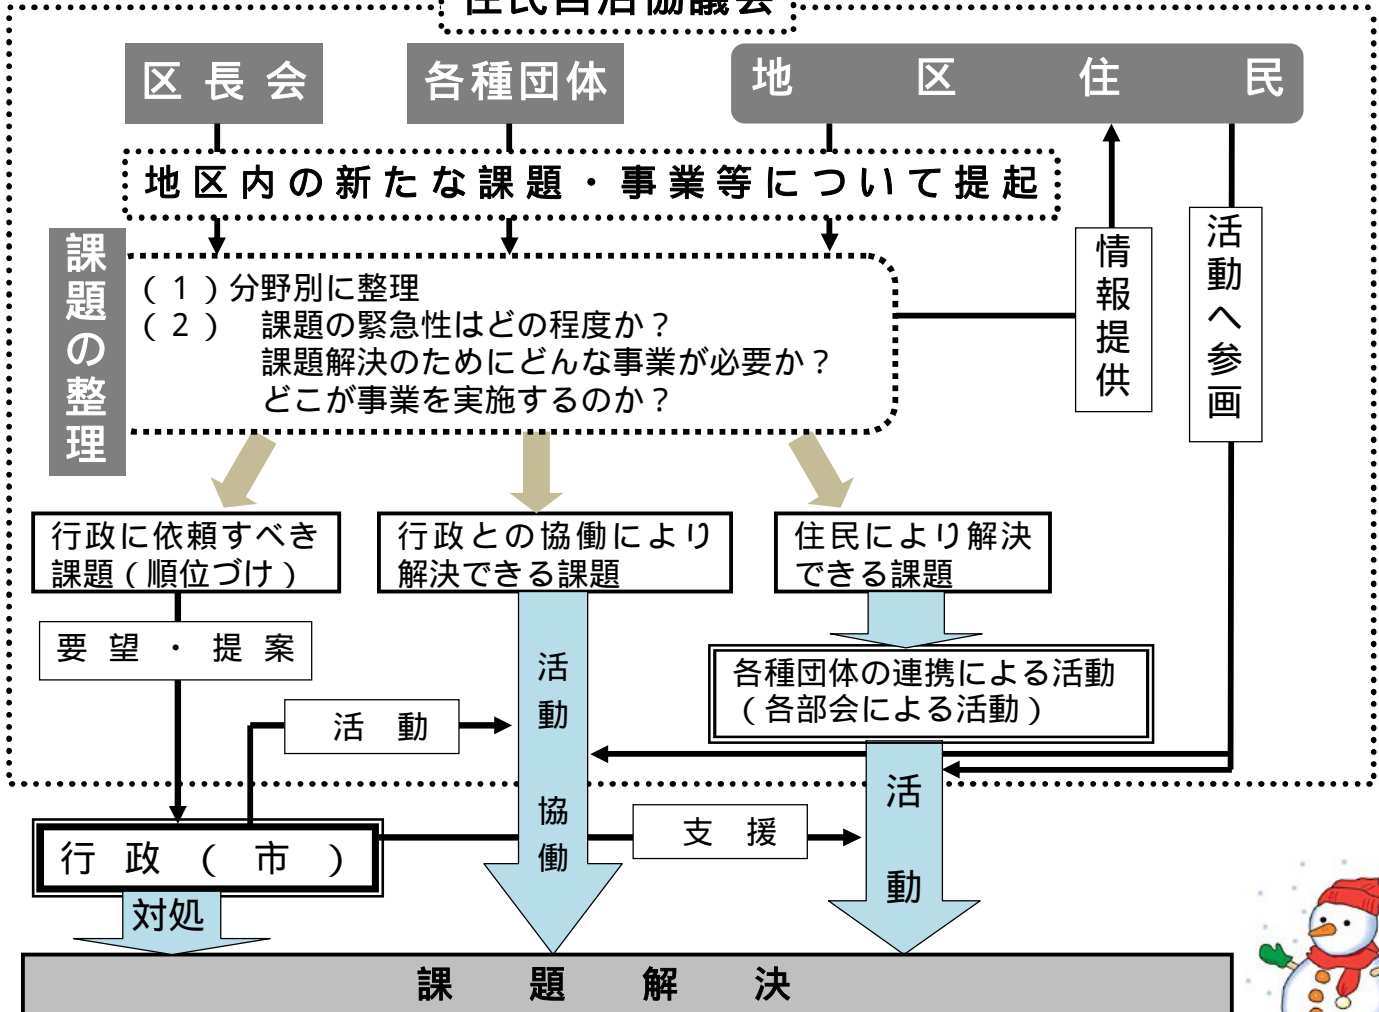 住民自治協議会
区長会
各種団体
地区住民
地区内の新たな課題・事業等について提起
課題の整理
(1)分野別に整理
(2) 課題の緊急性はどの程度か?
課題解決のためにどんな事業が必要か?
どこが事業を実施するのか?
情報提供
活動へ参画
行政に依頼すべき
課題(順位づけ)
行政との協働により
解決できる課題
住民により解決
できる課題
要望・提案
活動
協働
各種団体の連携による活動
(各部会による活動)
活動
活動
行政(市)
支援
対処
課題解決